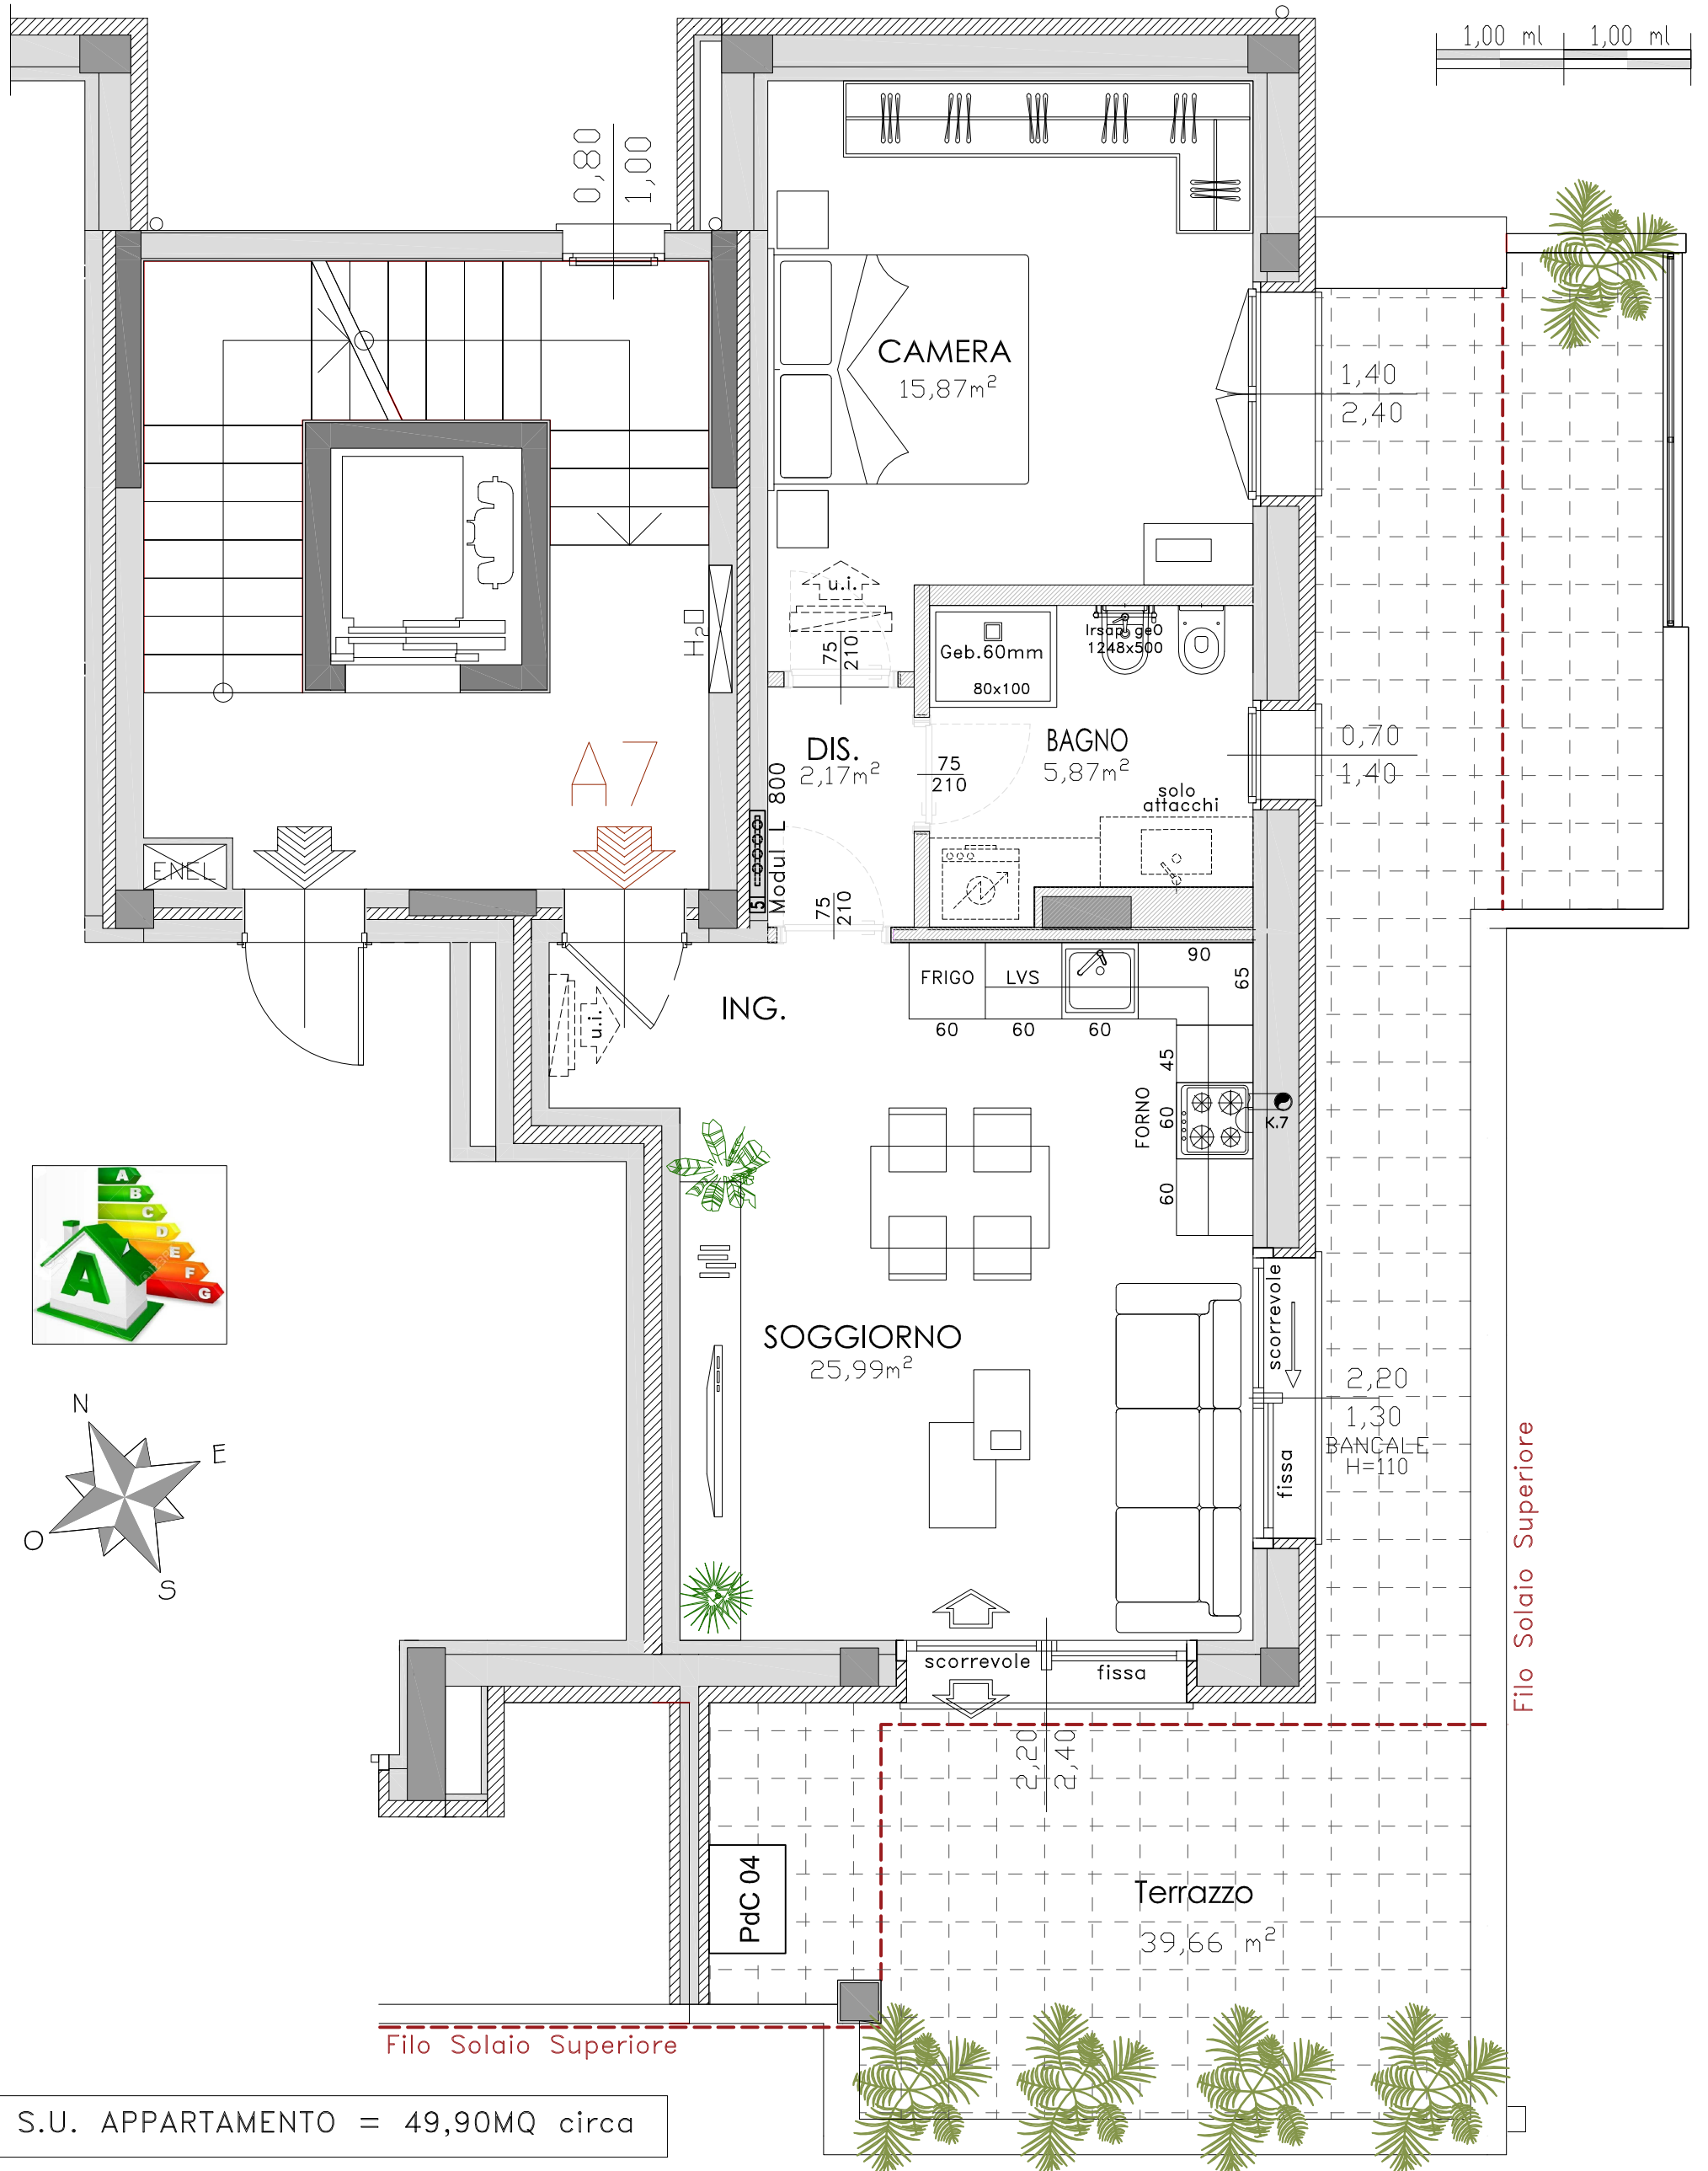 1,00 ml 1,00 ml
0,80
1,00
CAMERA
15,87m²
1,40
2,40
u.i.
75
210
H2O
Irsap geO
1248x500
Geb.60mm
80x100
A7
DIS.
2,17m²
BAGNO
5,87m²
0,70
1,40
75
210
solo
attacchi
Modul L 800
5
ENEL
75
210
ING.
u.i.
FRIGO
LVS
90
65
60
60
60
45
FORNO
60
K.7
60
A
B
C
D
E
F
G
A
SOGGIORNO
25,99m²
scorrevole
fissa
2,20
1,30
BANCALE
H=110
N
E
O
S
Filo Solaio Superiore
scorrevole
fissa
2,20
2,40
PdC 04
Terrazzo
39,66 m²
Filo Solaio Superiore
S.U. APPARTAMENTO = 49,90MQ circa